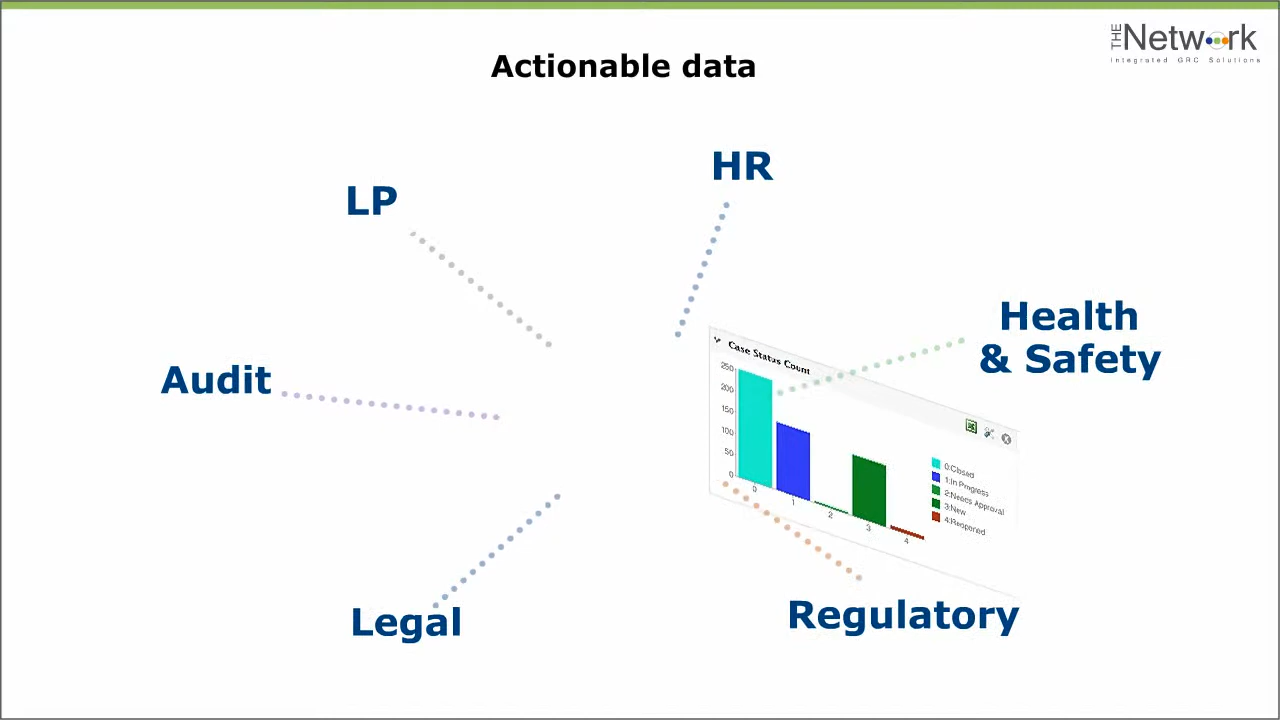 THE Network
Integrated GRC Solutions
Actionable data
HR
LP
Health
& Safety
Audit
Case Status Count
250
200
150
100
50
0
0
1
2
3
4
0:Closed
1:In Progress
2:Needs Approval
3:New
4:Reopened
Legal
Regulatory